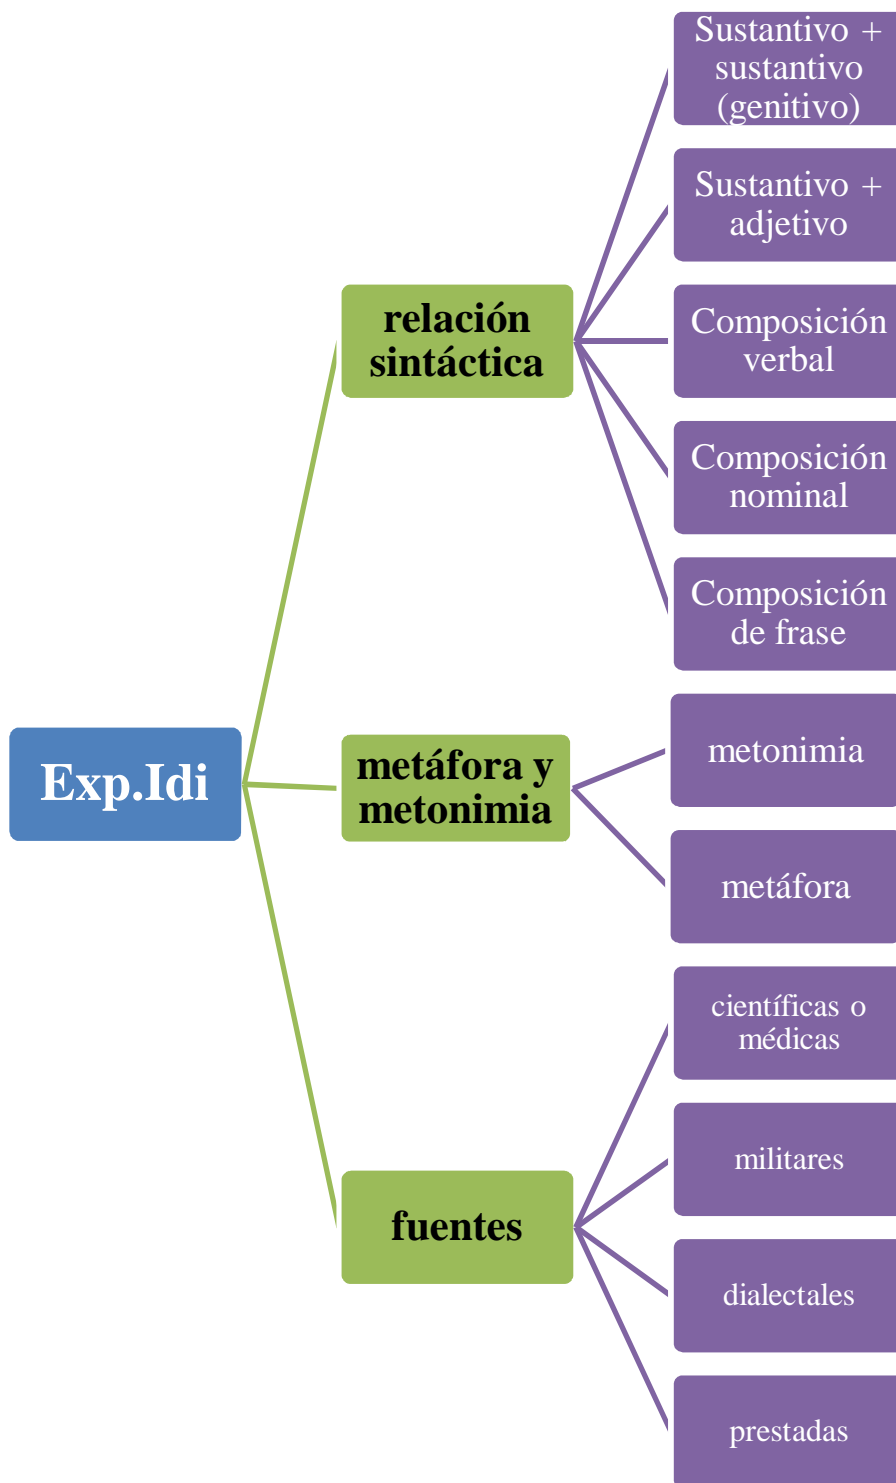 Sustantivo +
sustantivo
(genitivo)
Sustantivo +
adjetivo
relación
sintáctica
Composición
verbal
Composición
nominal
Composición
de frase
Exp.Idi
metáfora y
metonimia
metonimia
metáfora
científicas o
médicas
militares
fuentes
dialectales
prestadas